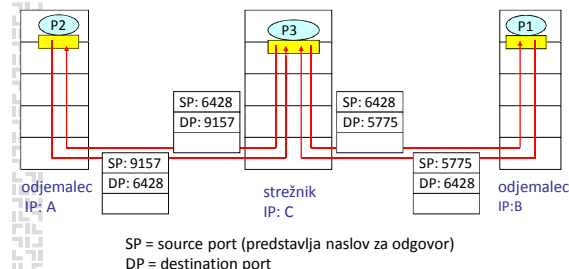 P2
P3
P1
SP: 6428
DP: 9157
SP: 6428
DP: 5775
SP: 9157
DP: 6428
SP: 5775
DP: 6428
odjemalec
IP: A
strežnik
IP: C
odjemalec
IP:B
SP = source port (predstavlja naslov za odgovor)
DP = destination port